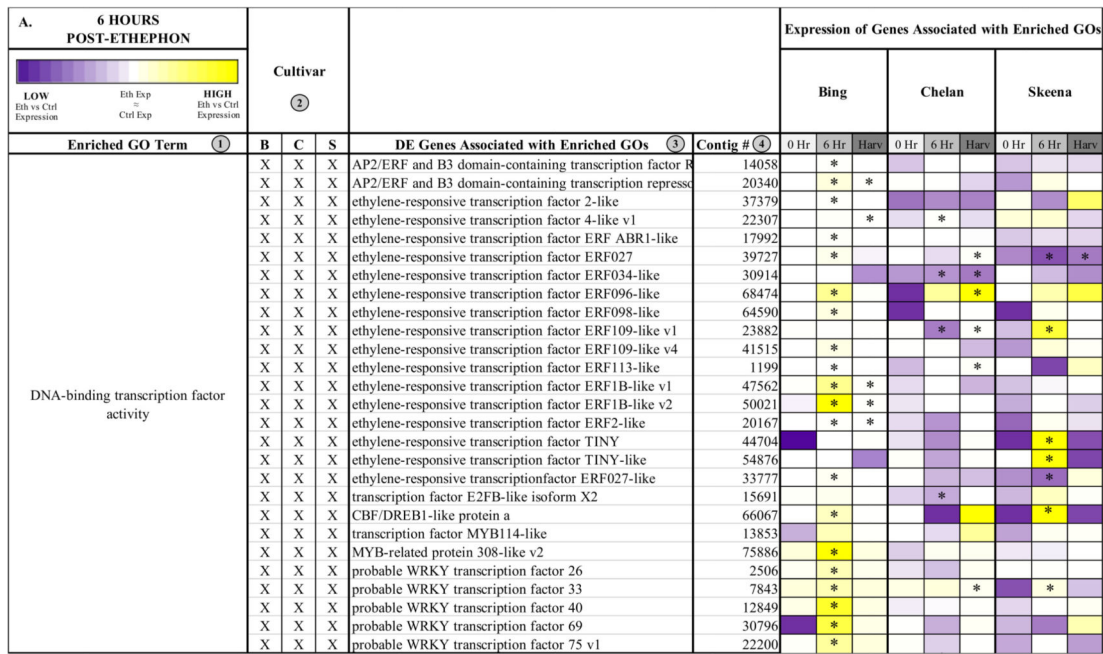 A. 6 HOURS
POST-ETHEPHON
LOW
Eth vs Ctrl
Expression
Eth Exp
≈
Ctrl Exp
HIGH
Eth vs Ctrl
Expression
Cultivar
2
Expression of Genes Associated with Enriched GOs
Bing Chelan Skeena
Enriched GO Term 1 B C S DE Genes Associated with Enriched GOs 3 Contig # 4 0 Hr 6 Hr Harv 0 Hr 6 Hr Harv 0 Hr 6 Hr Harv
DNA-binding transcription factor
activity
X X X AP2/ERF and B3 domain-containing transcription factor R 14058 *
X X X AP2/ERF and B3 domain-containing transcription represso 20340 * *
X X X ethylene-responsive transcription factor 2-like 37379 *
X X X ethylene-responsive transcription factor 4-like v1 22307 * *
X X X ethylene-responsive transcription factor ERF ABR1-like 17992 *
X X X ethylene-responsive transcription factor ERF027 39727 * * * *
X X X ethylene-responsive transcription factor ERF034-like 30914 * *
X X X ethylene-responsive transcription factor ERF096-like 68474 * *
X X X ethylene-responsive transcription factor ERF098-like 64590 *
X X X ethylene-responsive transcription factor ERF109-like v1 23882 * * *
X X X ethylene-responsive transcription factor ERF109-like v4 41515 *
X X X ethylene-responsive transcription factor ERF113-like 1199 * *
X X X ethylene-responsive transcription factor ERF1B-like v1 47562 * *
X X X ethylene-responsive transcription factor ERF1B-like v2 50021 * *
X X X ethylene-responsive transcription factor ERF2-like 20167 * *
X X X ethylene-responsive transcription factor TINY 44704 *
X X X ethylene-responsive transcription factor TINY-like 54876 *
X X X ethylene-responsive transcriptionfactor ERF027-like 33777 * *
X X X transcription factor E2FB-like isoform X2 15691 *
X X X CBF/DREB1-like protein a 66067 * *
X X X transcription factor MYB114-like 13853
X X X MYB-related protein 308-like v2 75886 *
X X X probable WRKY transcription factor 26 2506 *
X X X probable WRKY transcription factor 33 7843 * * *
X X X probable WRKY transcription factor 40 12849 *
X X X probable WRKY transcription factor 69 30796 *
X X X probable WRKY transcription factor 75 v1 22200 *